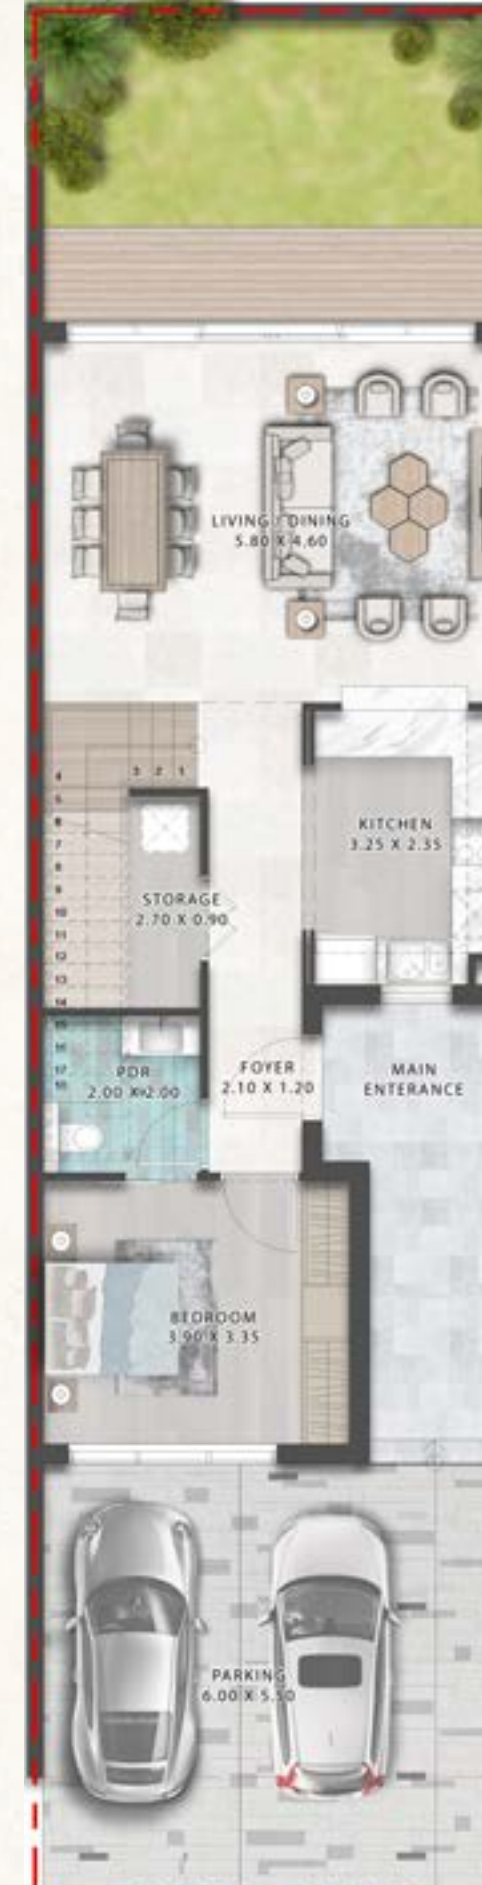 LIVING / DINING
5.80 X 4.60
3 2 1
4
5
6
7
8
9
10
11
12
13
14
15
16
17
18
KITCHEN
3.25 X 2.35
STORAGE
2.70 X 0.90
PDR
2.00 X 2.00
FOYER
2.10 X 1.20
MAIN
ENTERANCE
BEDROOM
3.90 X 3.35
PARKING
6.00 X 5.50